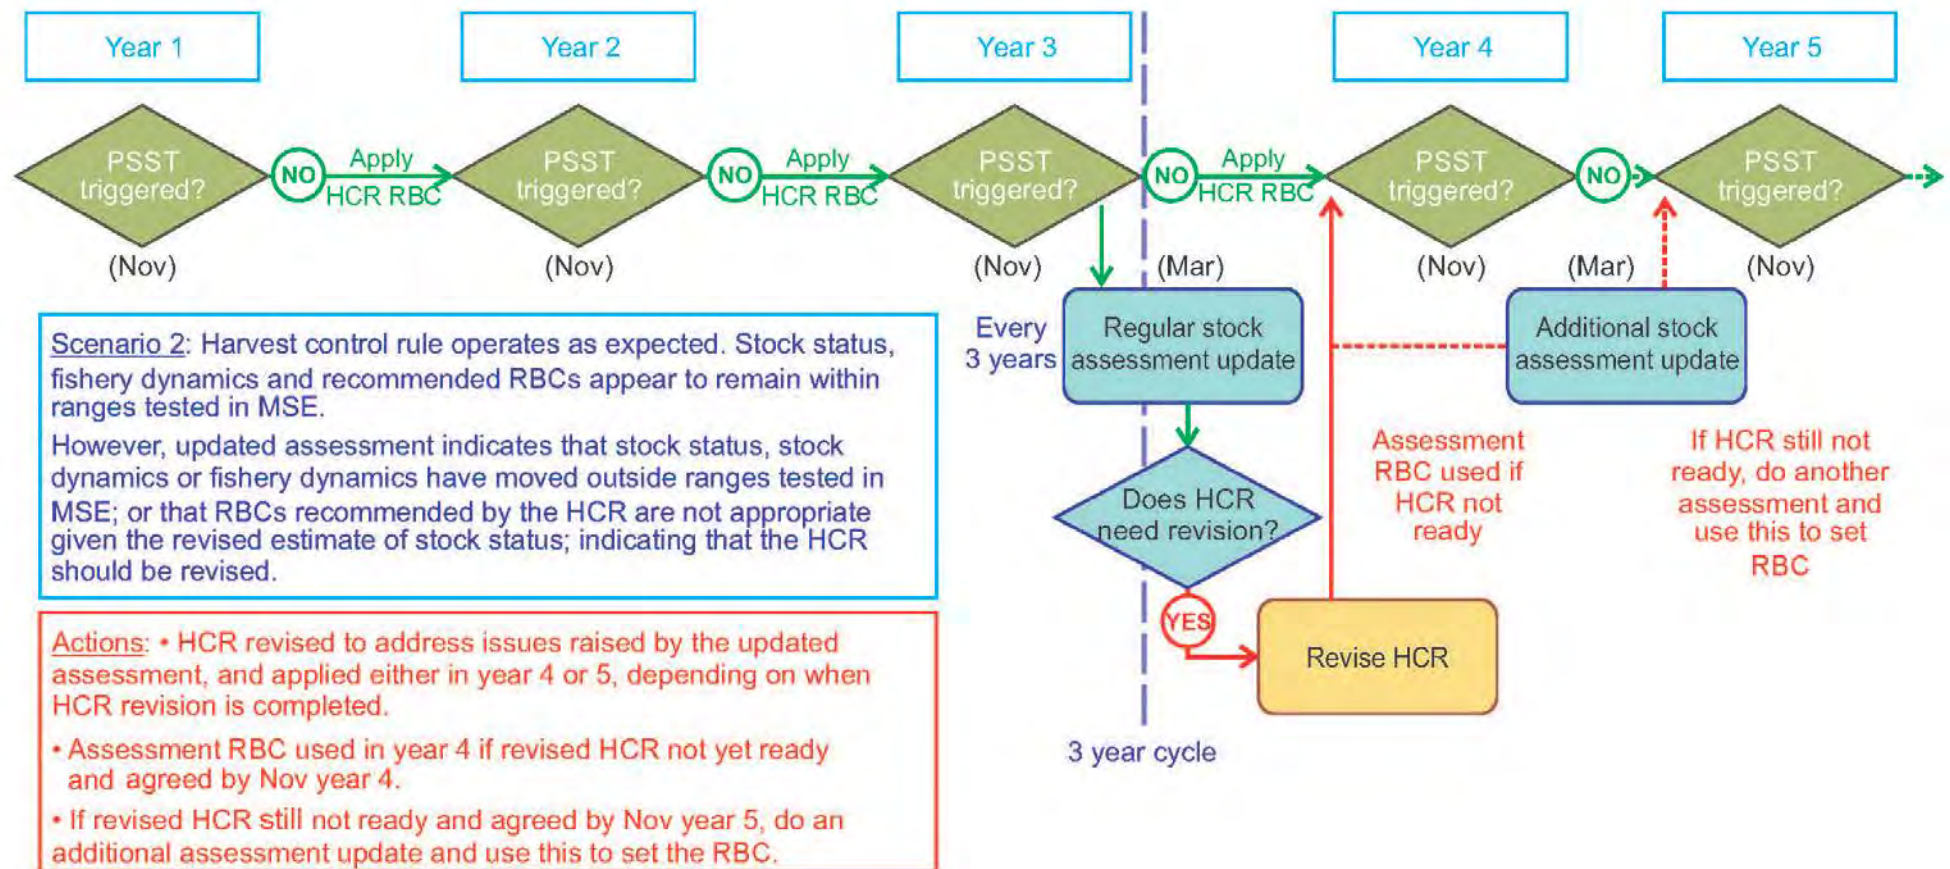 Year 1
Year 2
Year 3
Year 4
Year 5
PSST
triggered?
NO
Apply
HCR RBC
PSST
triggered?
NO
Apply
HCR RBC
PSST
triggered?
NO
Apply
HCR RBC
PSST
triggered?
NO
PSST
triggered?
(Nov)
(Nov)
(Nov)
(Mar)
(Nov)
(Mar)
(Nov)
Scenario 2: Harvest control rule operates as expected. Stock status,
fishery dynamics and recommended RBCs appear to remain within
ranges tested in MSE.
However, updated assessment indicates that stock status, stock
dynamics or fishery dynamics have moved outside ranges tested in
MSE; or that RBCs recommended by the HCR are not appropriate
given the revised estimate of stock status; indicating that the HCR
should be revised.
Every
3 years
Regular stock
assessment update
Additional stock
assessment update
Does HCR
need revision?
Assessment
RBC used if
HCR not
ready
If HCR still not
ready, do another
assessment and
use this to set
RBC
YES
Revise HCR
3 year cycle
Actions: • HCR revised to address issues raised by the updated
assessment, and applied either in year 4 or 5, depending on when
HCR revision is completed.
• Assessment RBC used in year 4 if revised HCR not yet ready
and agreed by Nov year 4.
• If revised HCR still not ready and agreed by Nov year 5, do an
additional assessment update and use this to set the RBC.